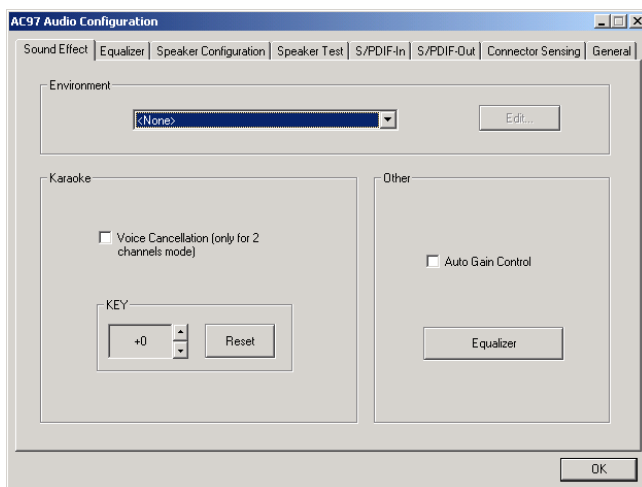 AC97 Audio Configuration
Sound Effect Equalizer Speaker Configuration Speaker Test S/PDIF-In S/PDIF-Out Connector Sensing General
Environment
<None>
Edit...
Karaoke
Voice Cancellation (only for 2
channels mode)
KEY
+0
Reset
Other
Auto Gain Control
Equalizer
OK